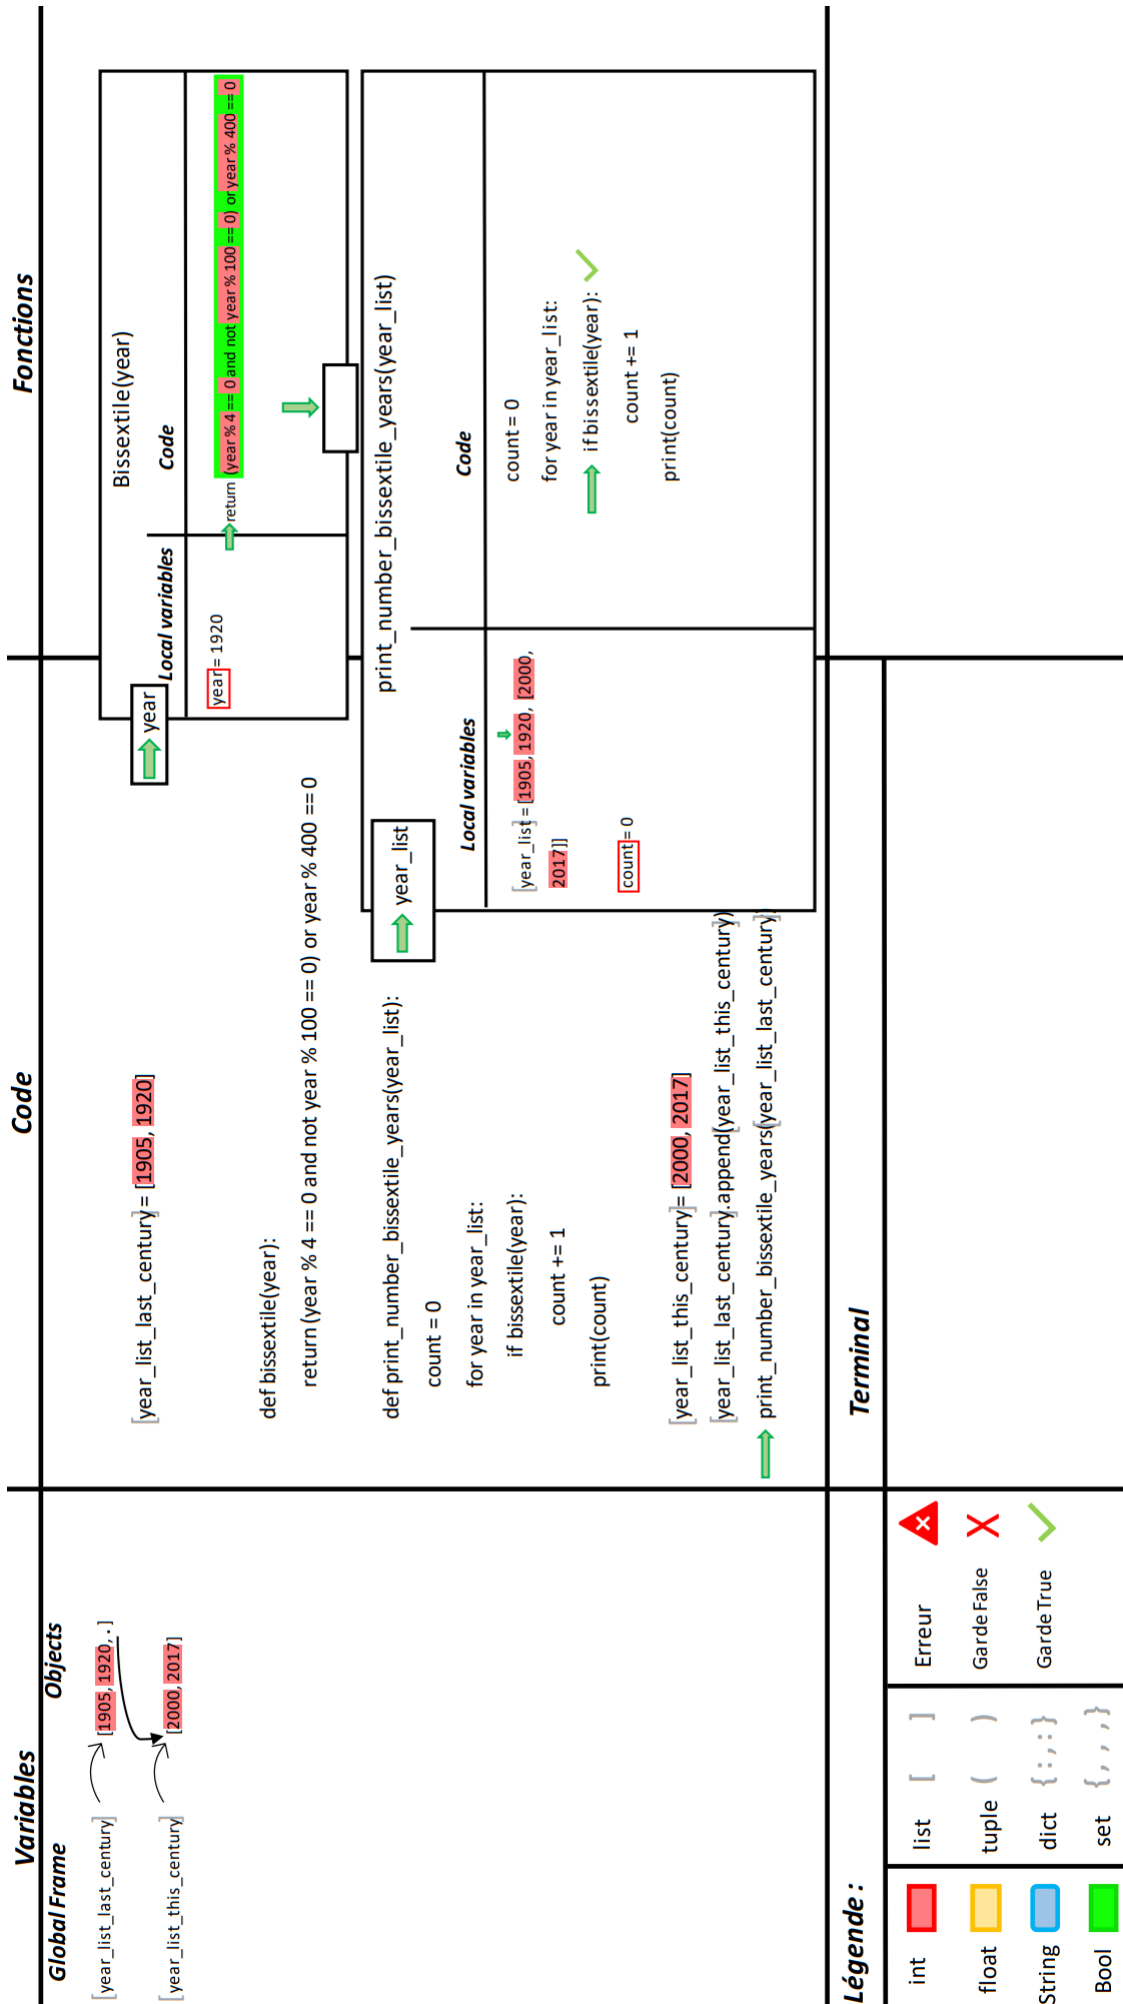 Variables
Global Frame
Objects
[year_list_last_century]
[1905, 1920, . ]
[year_list_this_century]
[2000, 2017]
Code
[year_list_last_century] = [1905, 1920]
def bissextile(year):
return (year % 4 == 0 and not year % 100 == 0) or year % 400 == 0
def print_number_bissextile_years(year_list):
count = 0
for year in year_list:
if bissextile(year):
count += 1
print(count)
[year_list_this_century] = [2000, 2017]
[year_list_last_century].append([year_list_this_century])
print_number_bissextile_years([year_list_last_century])
Fonctions
Bissextile(year)
year
Local variables
Code
year = 1920
return (year % 4 == 0 and not year % 100 == 0) or year % 400 == 0
print_number_bissextile_years(year_list)
year_list
Local variables
Code
[year_list] = [1905, 1920, [2000,
2017]]
count = 0
count = 0
for year in year_list:
if bissextile(year):
count += 1
print(count)
Légende :
int
float
String
Bool
list [ ]
tuple ( )
dict {:,:}
set {,,,}
Erreur
Garde False
Garde True
Terminal